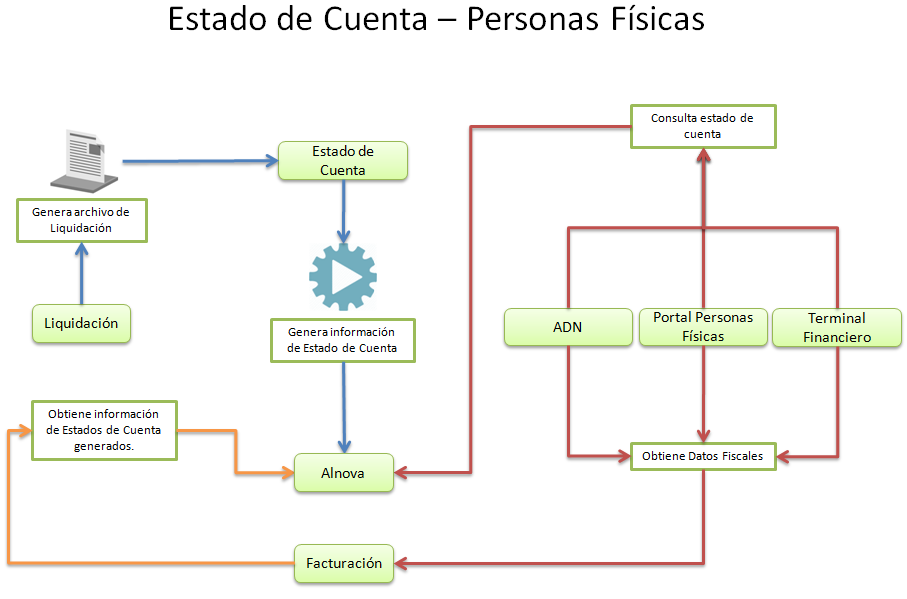 Estado de Cuenta – Personas Físicas
Consulta estado de
cuenta
Estado de
Cuenta
Genera archivo de
Liquidación
Liquidación
Genera información
de Estado de Cuenta
ADN
Portal Personas
Físicas
Terminal
Financiero
Obtiene información
de Estados de Cuenta
generados.
Alnova
Obtiene Datos Fiscales
Facturación